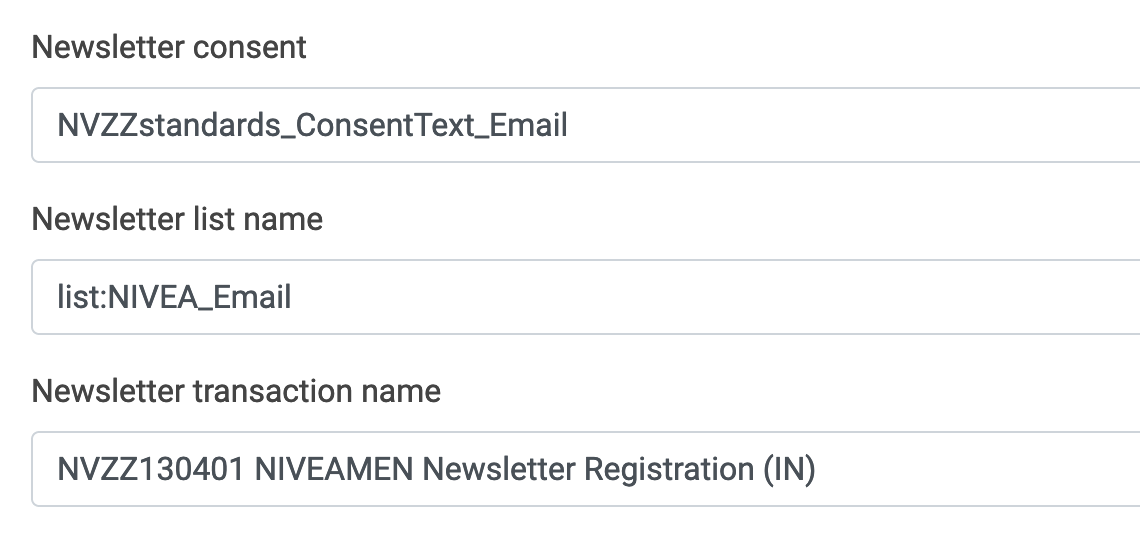 Newsletter consent
NVZZstandards_ConsentText_Email
Newsletter list name
list:NIVEA_Email
Newsletter transaction name
NVZZ130401 NIVEAMEN Newsletter Registration (IN)